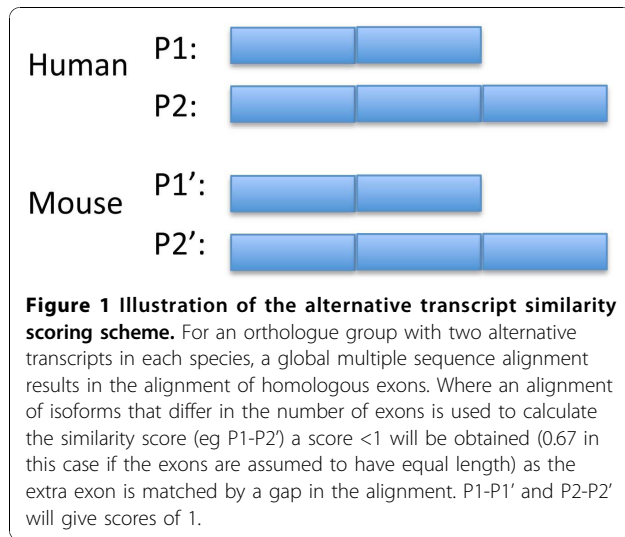 Human
P1:
P2:
Mouse
P1’:
P2’:
Figure 1 Illustration of the alternative transcript similarity
scoring scheme. For an orthologue group with two alternative
transcripts in each species, a global multiple sequence alignment
results in the alignment of homologous exons. Where an alignment
of isoforms that differ in the number of exons is used to calculate
the similarity score (eg P1-P2’) a score <1 will be obtained (0.67 in
this case if the exons are assumed to have equal length) as the
extra exon is matched by a gap in the alignment. P1-P1’ and P2-P2’
will give scores of 1.